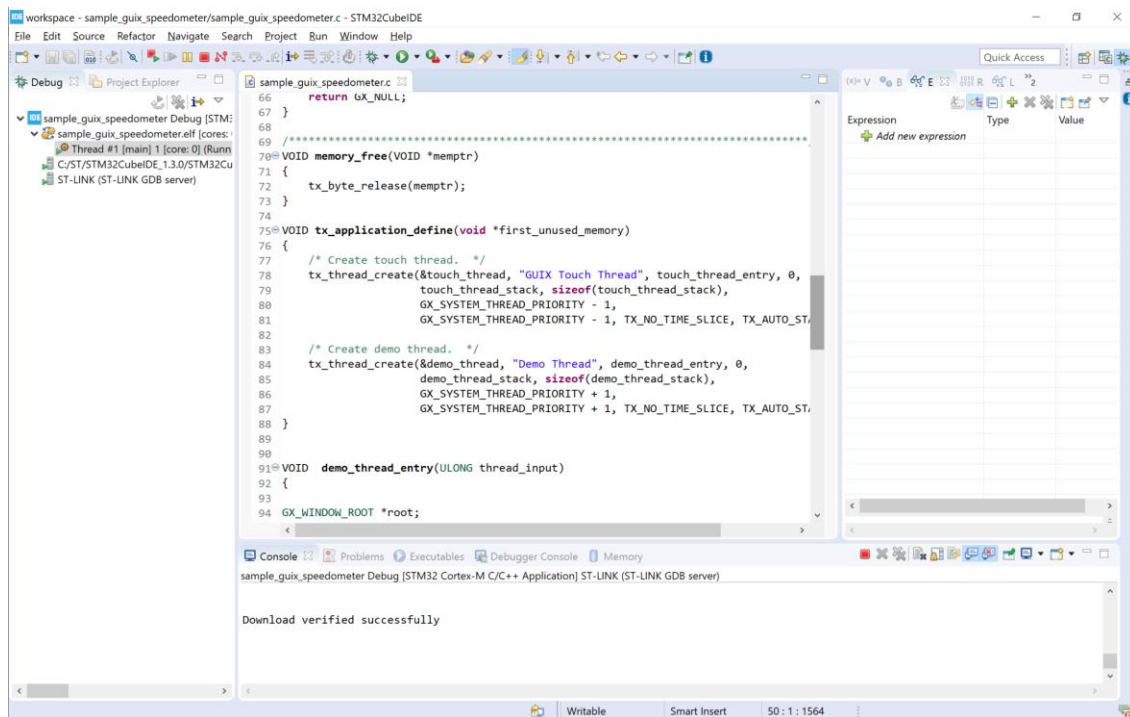 workspace - sample_guix_speedometer/sample_guix_speedometer.c - STM32CubeIDE
File Edit Source Refactor Navigate Search Project Run Window Help
Quick Access
Debug Project Explorer
sample_guix_speedometer Debug [STM3
sample_guix_speedometer.elf [cores:
Thread #1 [main] 1 [core: 0] (Runn
C:/ST/STM32CubeIDE_1.3.0/STM32Cu
ST-LINK (ST-LINK GDB server)
sample_guix_speedometer.c
66 return GX_NULL;
67 }
68
69 /******************************************************************************
70 VOID memory_free(VOID *memptr)
71 {
72 tx_byte_release(memptr);
73 }
74
75 VOID tx_application_define(void *first_unused_memory)
76 {
77 /* Create touch thread. */
78 tx_thread_create(&touch_thread, "GUIX Touch Thread", touch_thread_entry, 0,
79 touch_thread_stack, sizeof(touch_thread_stack),
80 GX_SYSTEM_THREAD_PRIORITY - 1,
81 GX_SYSTEM_THREAD_PRIORITY - 1, TX_NO_TIME_SLICE, TX_AUTO_STA
82
83 /* Create demo thread. */
84 tx_thread_create(&demo_thread, "Demo Thread", demo_thread_entry, 0,
85 demo_thread_stack, sizeof(demo_thread_stack),
86 GX_SYSTEM_THREAD_PRIORITY + 1,
87 GX_SYSTEM_THREAD_PRIORITY + 1, TX_NO_TIME_SLICE, TX_AUTO_STA
88 }
89
90
91 VOID demo_thread_entry(ULONG thread_input)
92 {
93
94 GX_WINDOW_ROOT *root;
(x)= V B E R L 2
Expression Type Value
Add new expression
Console Problems Executables Debugger Console Memory
sample_guix_speedometer Debug [STM32 Cortex-M C/C++ Application] ST-LINK (ST-LINK GDB server)
Download verified successfully
Writable Smart Insert 50 : 1 : 1564